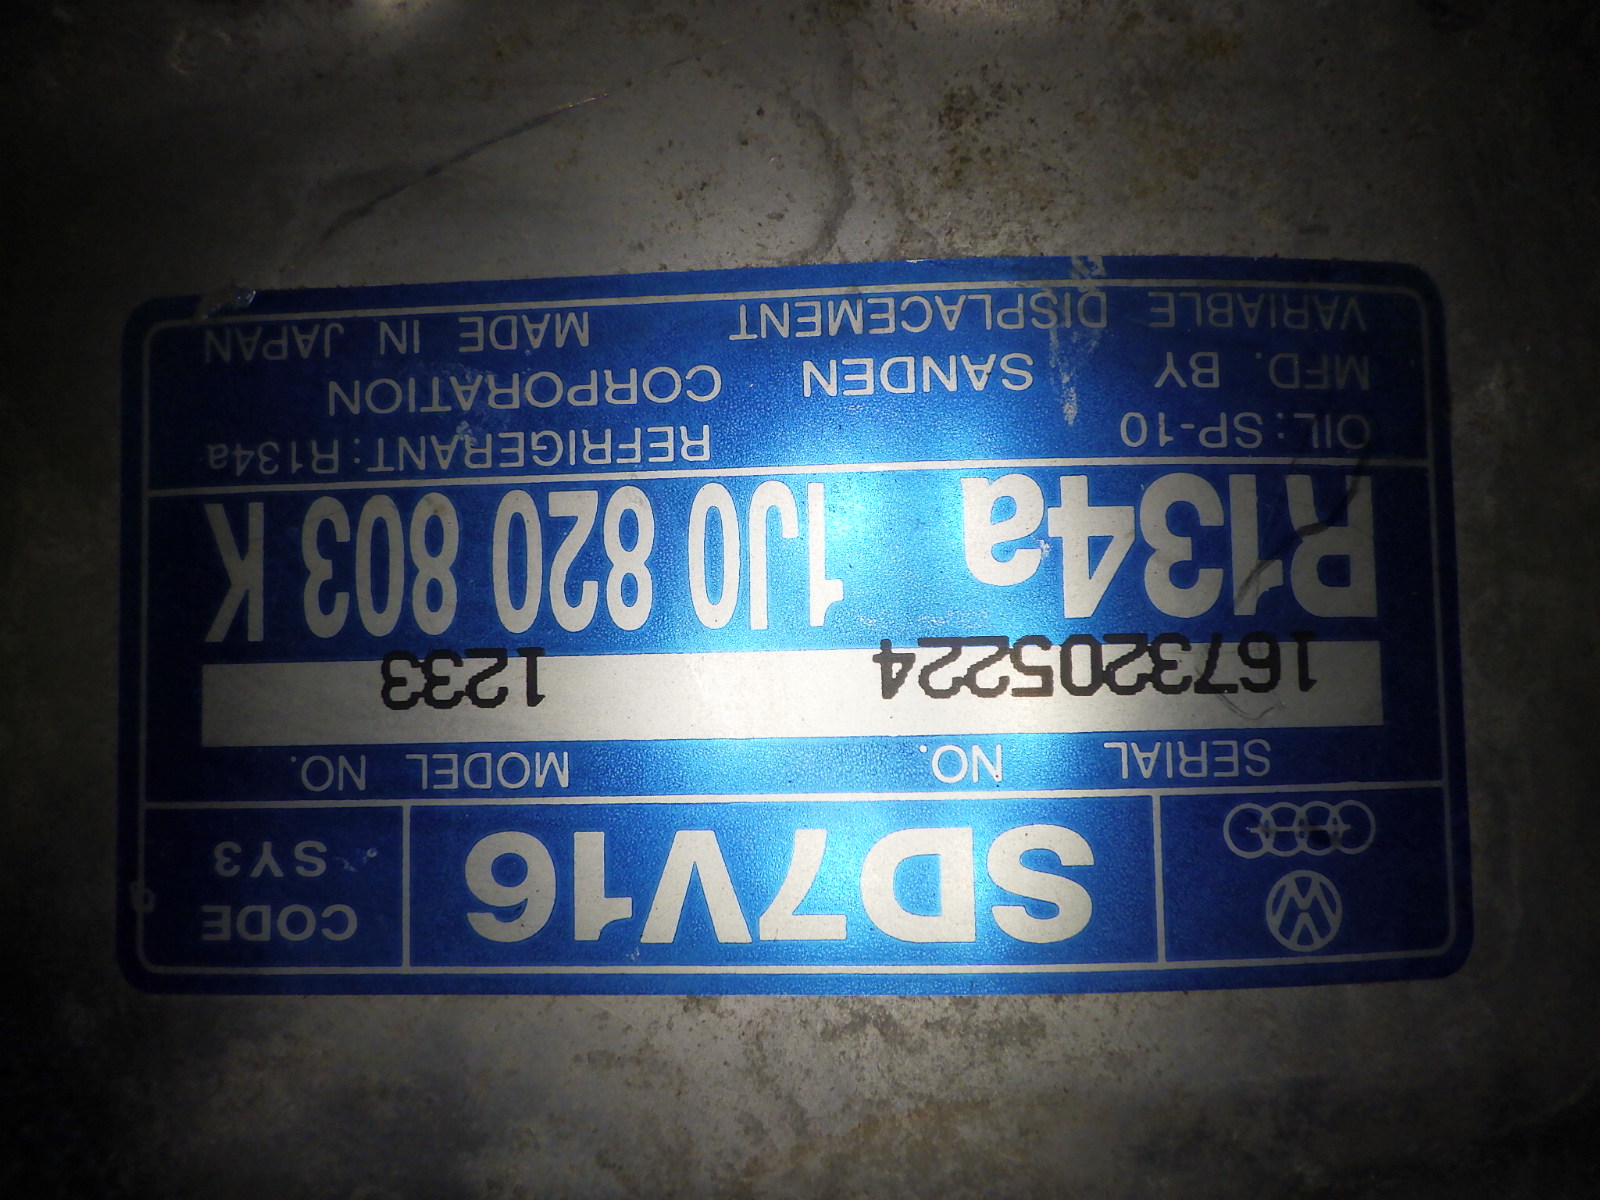 SD7V16
CODE
SY3
SERIAL NO. MODEL NO.
1673205224 1233
R134a 1J0 820 803 K
OIL:SP-10 REFRIGERANT:R134a
MFD. BY SANDEN CORPORATION
VARIABLE DISPLACEMENT MADE IN JAPAN